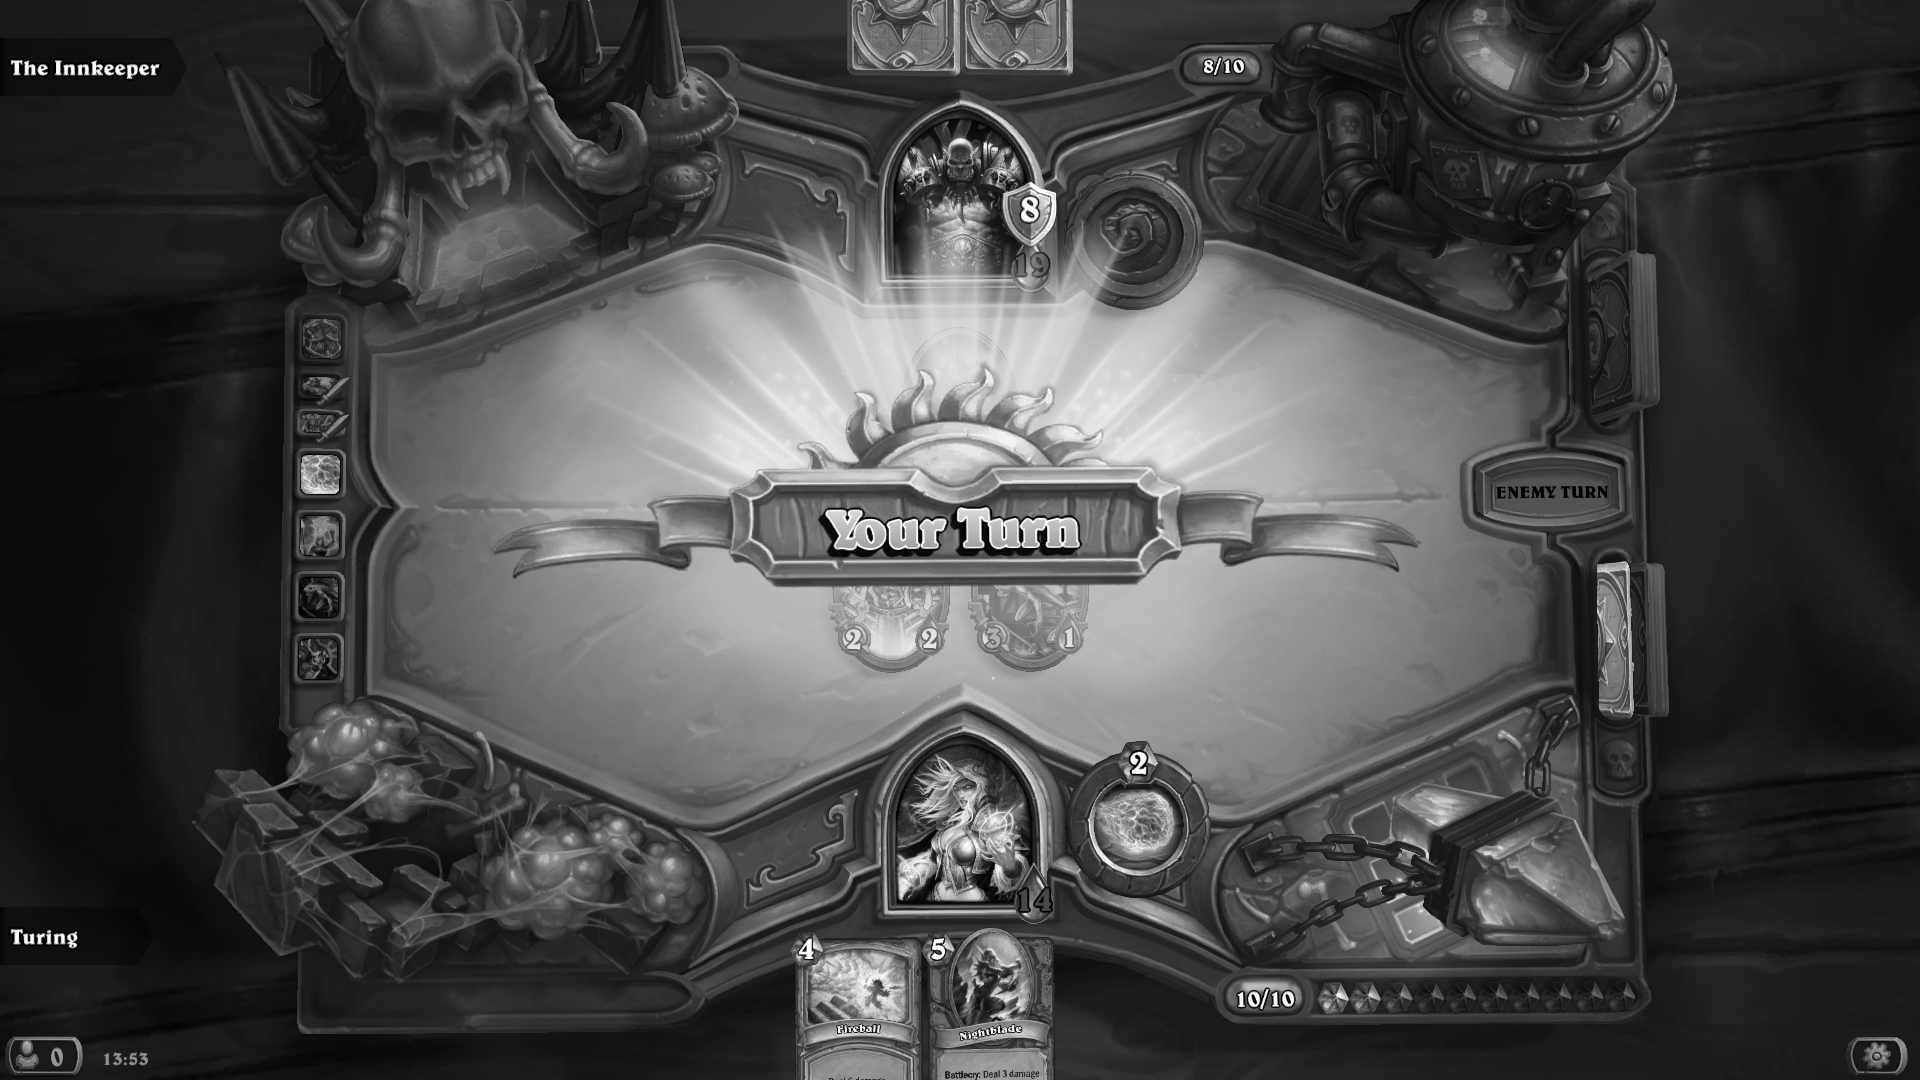 The Innkeeper
8/10
8
19
Your Turn
ENEMY TURN
2 2 3 1
2
14
Turing
4 5
Fireball
Nightblade
Battlecry: Deal 3 damage
10/10
0 13:53